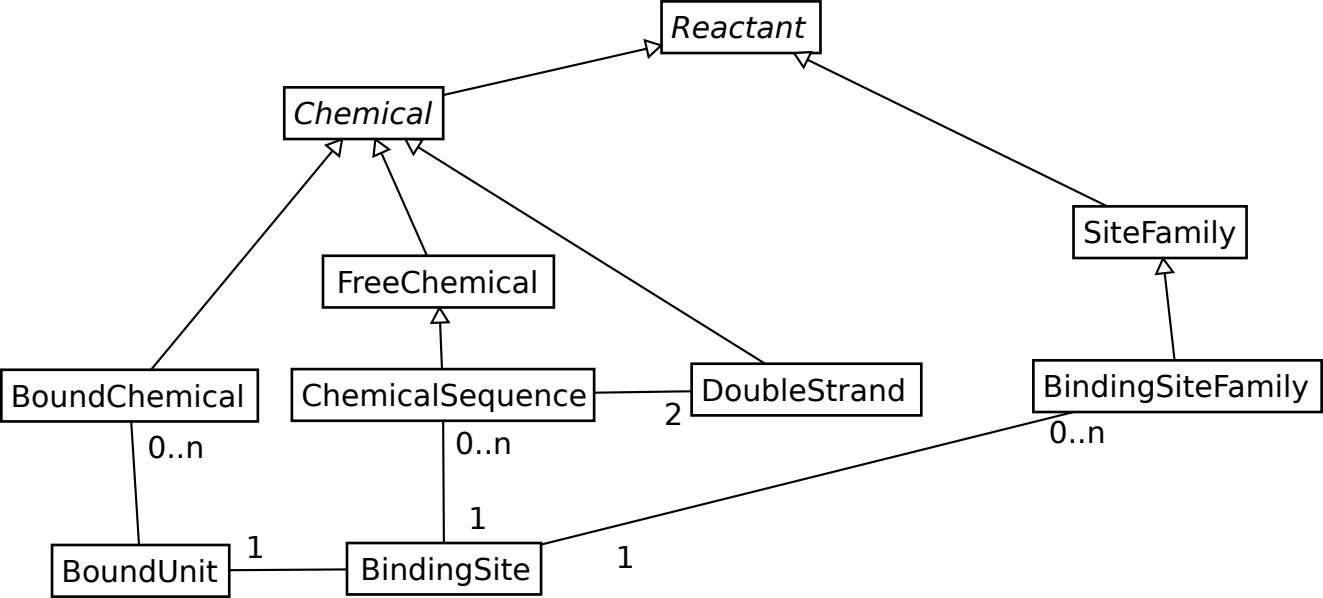 Reactant
Chemical
SiteFamily
FreeChemical
BoundChemical
ChemicalSequence
DoubleStrand
BindingSiteFamily
2
0..n
0..n
0..n
1
1
1
BoundUnit
BindingSite